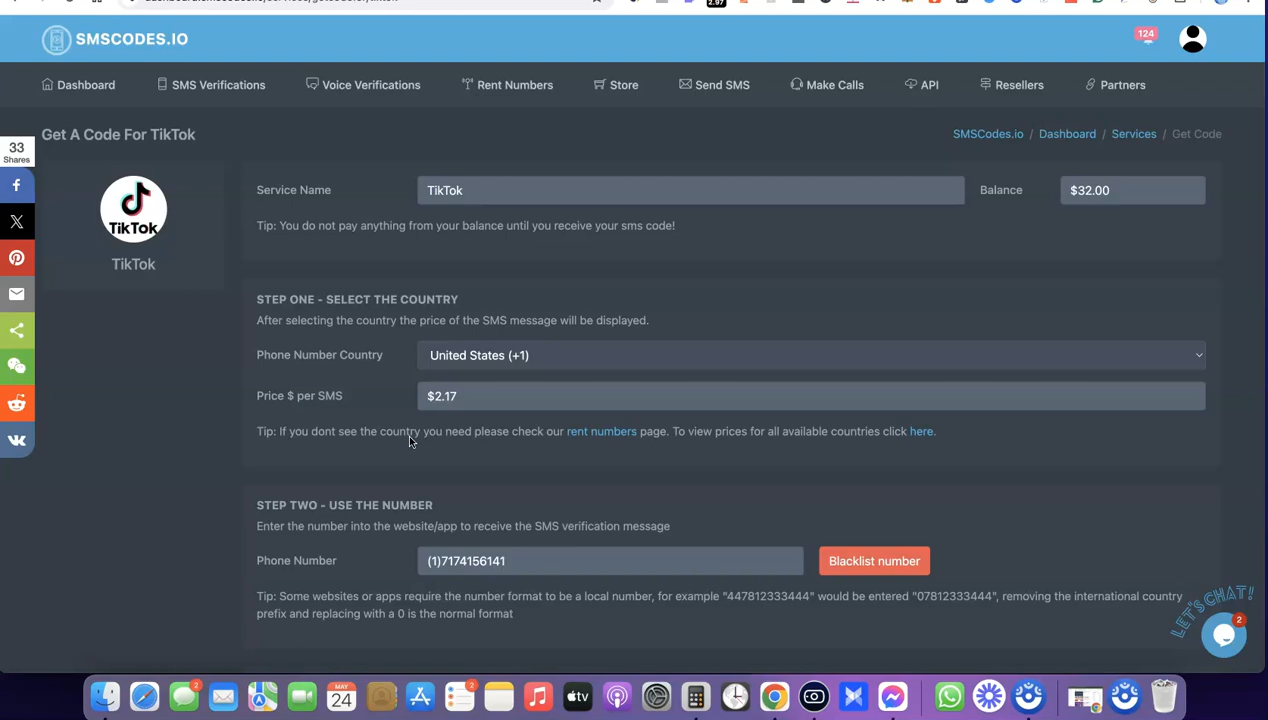 2.97
SMSCODES.IO
124
Dashboard
SMS Verifications
Voice Verifications
Rent Numbers
Store
Send SMS
Make Calls
API
Resellers
Partners
Get A Code For TikTok
SMSCodes.io / Dashboard / Services / Get Code
33
Shares
TikTok
TikTok
Service Name
TikTok
Balance
$32.00
Tip: You do not pay anything from your balance until you receive your sms code!
STEP ONE - SELECT THE COUNTRY
After selecting the country the price of the SMS message will be displayed.
Phone Number Country
United States (+1)
Price $ per SMS
$2.17
Tip: If you dont see the country you need please check our rent numbers page. To view prices for all available countries click here.
STEP TWO - USE THE NUMBER
Enter the number into the website/app to receive the SMS verification message
Phone Number
(1)7174156141
Blacklist number
Tip: Some websites or apps require the number format to be a local number, for example "447812333444" would be entered "07812333444", removing the international country
prefix and replacing with a 0 is the normal format
LET'S CHAT!
2
2
MAY
24
2
tv